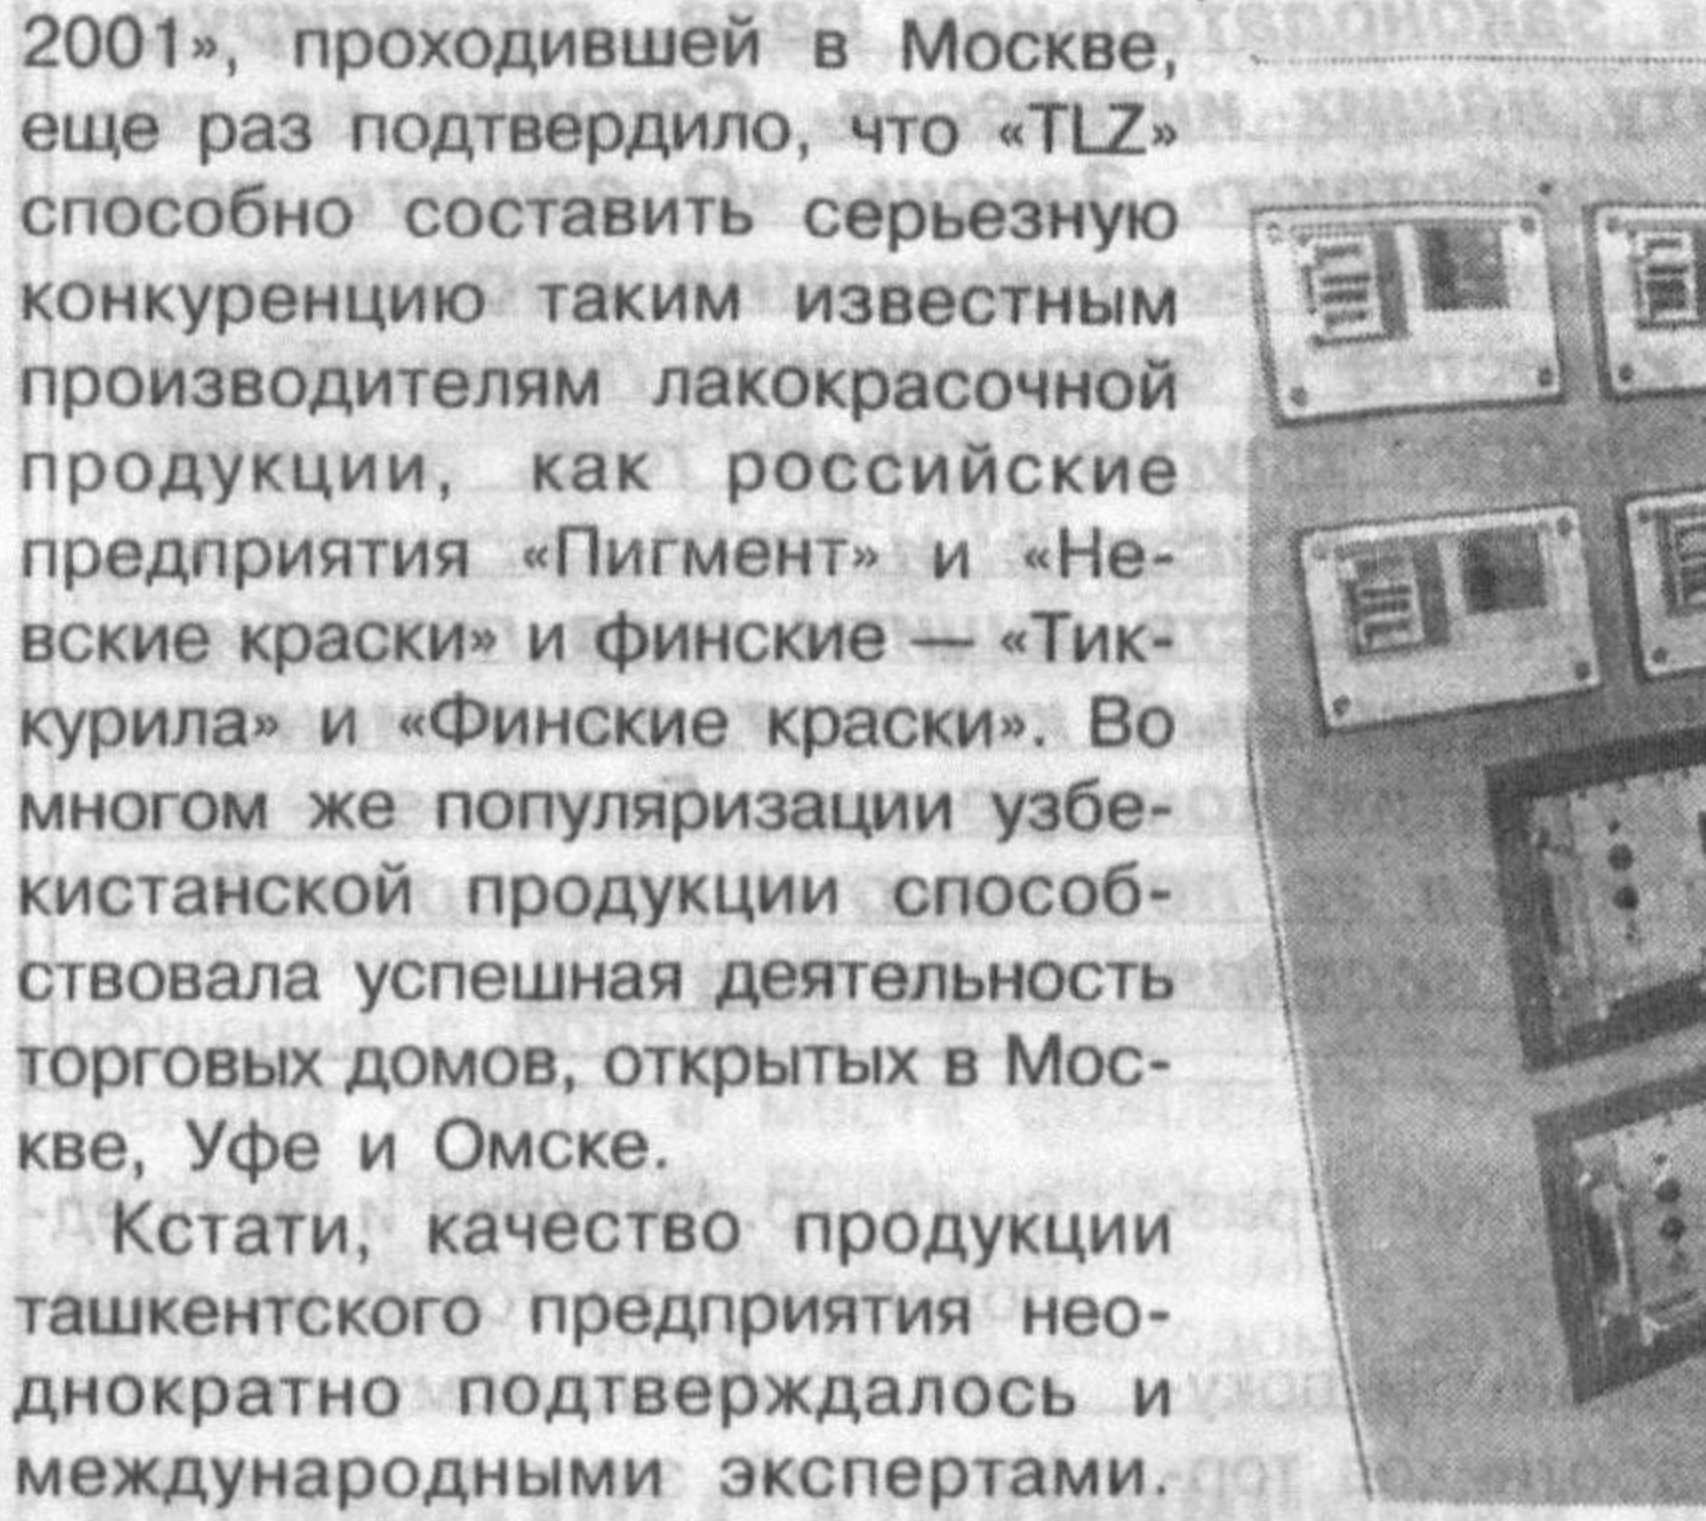 2001», проходившей в Москве,
еще раз подтвердило, что «TLZ»
способно составить серьезную
конкуренцию таким известным
производителям лакокрасочной
продукции, как российские
предприятия «Пигмент» и «Не-
вские краски» и финские — «Тик-
курила» и «Финские краски». Во
многом же популяризации узбе-
кистанской продукции способ-
ствовала успешная деятельность
торговых домов, открытых в Мос-
кве, Уфе и Омске.
Кстати, качество продукции
ташкентского предприятия нео-
днократно подтверждалось и
международными экспертами.